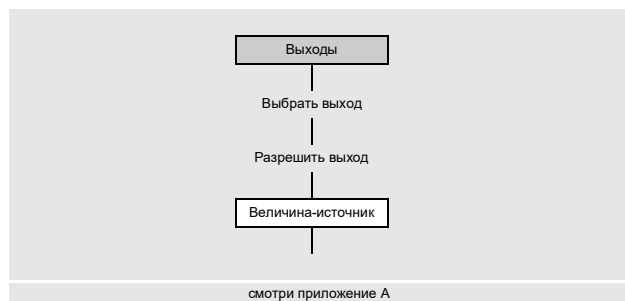 Выходы
Выбрать выход
Разрешить выход
Величина-источник
смотри приложение А